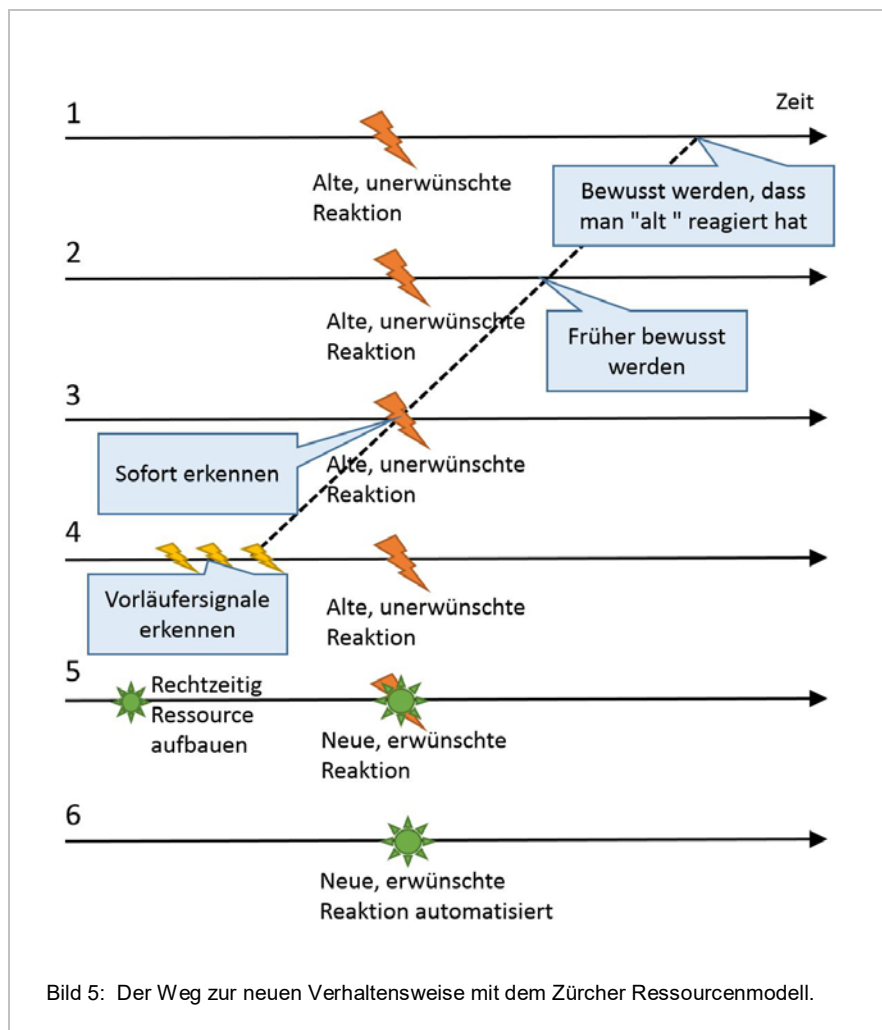 1
Zeit
Alte, unerwünschte
Reaktion
Bewusst werden, dass
man "alt " reagiert hat
2
Alte, unerwünschte
Reaktion
Früher bewusst
werden
3
Sofort erkennen
Alte, unerwünschte
Reaktion
4
Vorläufersignale
erkennen
Alte, unerwünschte
Reaktion
5
Rechtzeitig
Ressource
aufbauen
Neue, erwünschte
Reaktion
6
Neue, erwünschte
Reaktion automatisiert
Bild 5: Der Weg zur neuen Verhaltensweise mit dem Zürcher Ressourcenmodell.